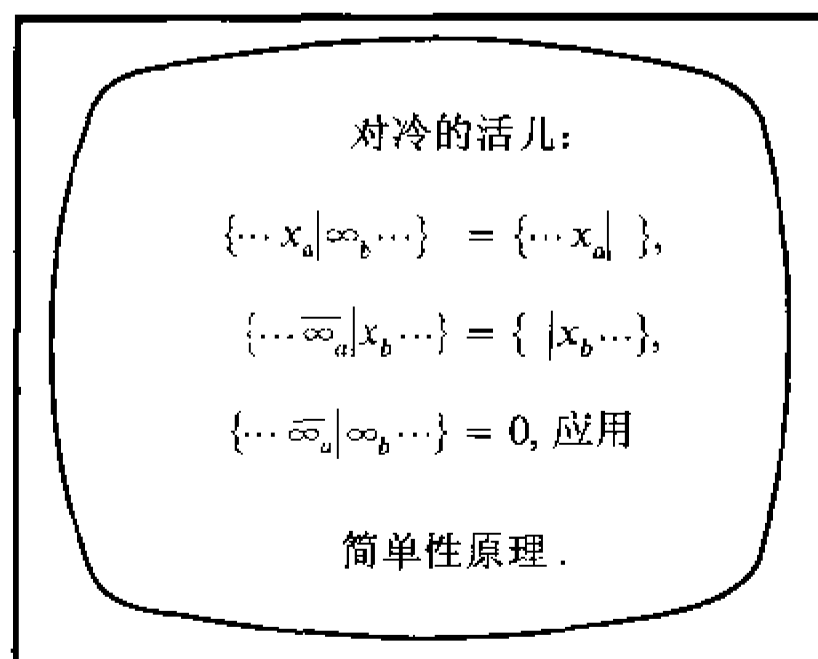 对冷的活儿：
{⋯ x_a|∞_b ⋯} = {⋯ x_a| },
{⋯ \overline{∞}_a|x_b ⋯} = { |x_b ⋯},
{⋯ \overline{∞}_a|∞_b ⋯} = 0, 应用
简单性原理.